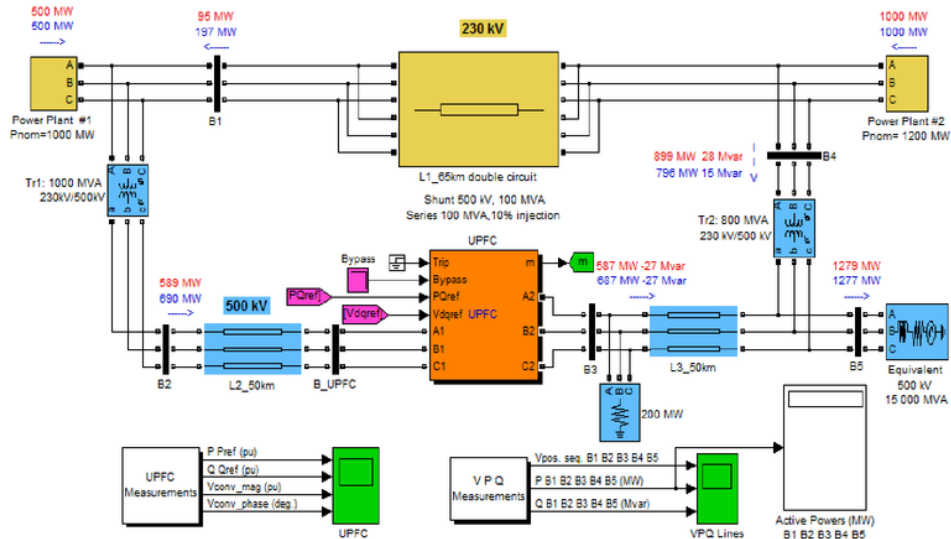 500 MW
500 MW
------>
95 MW
197 MW
<------
230 kV
1000 MW
1000 MW
<------
A
B
C
Power Plant #1
Pnom=1000 MW
B1
L1_65km double circuit
A
B
C
Power Plant #2
Pnom= 1200 MW
899 MW 28 Mvar
796 MW 15 Mvar
V
B4
Tr1: 1000 MVA
230kV/500kV
A
B
C
a
b
c
Shunt 500 kV, 100 MVA
Series 100 MVA,10% injection
UPFC
Tr2: 800 MVA
230 kV/500 kV
A
B
C
a
b
c
Bypass
Trip
Bypass
PQref
Vdqref
UPFC
A1
B1
C1
m
A2
B2
C2
m
PQref]
[Vdqref]
589 MW
690 MW
------>
500 kV
587 MW -27 Mvar
687 MW -27 Mvar
------>
1279 MW
1277 MW
------>
B2
L2_50km
B_UPFC
B3
L3_50km
B5
A
B
C
Equivalent
500 kV
15 000 MVA
A
B
C
200 MW
UPFC
Measurements
P Pref (pu)
Q Qref (pu)
Vconv_mag (pu)
Vconv_phase (deg.)
UPFC
V P Q
Measurements
Vpos. seq. B1 B2 B3 B4 B5
P B1 B2 B3 B4 B5 (MW)
Q B1 B2 B3 B4 B5 (Mvar)
VPQ Lines
Active Powers (MW)
B1 B2 B3 B4 B5